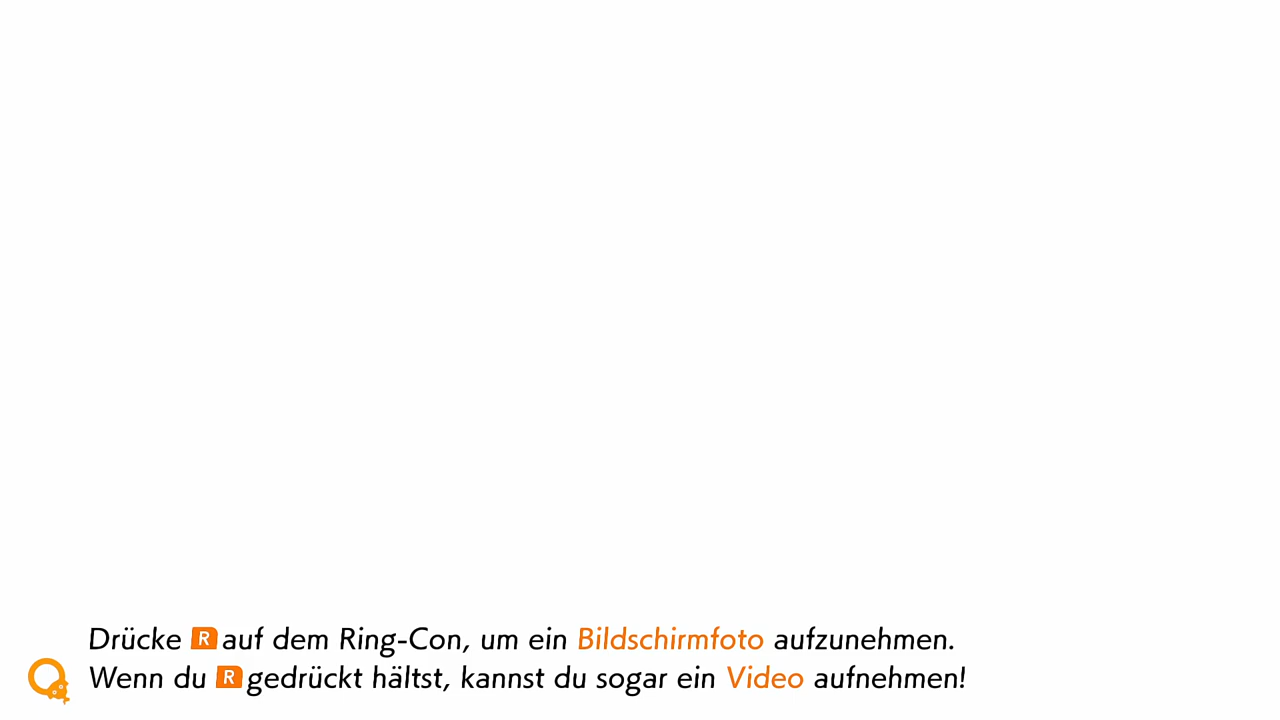 Drücke R auf dem Ring-Con, um ein Bildschirmfoto aufzunehmen.
Wenn du R gedrückt hältst, kannst du sogar ein Video aufnehmen!